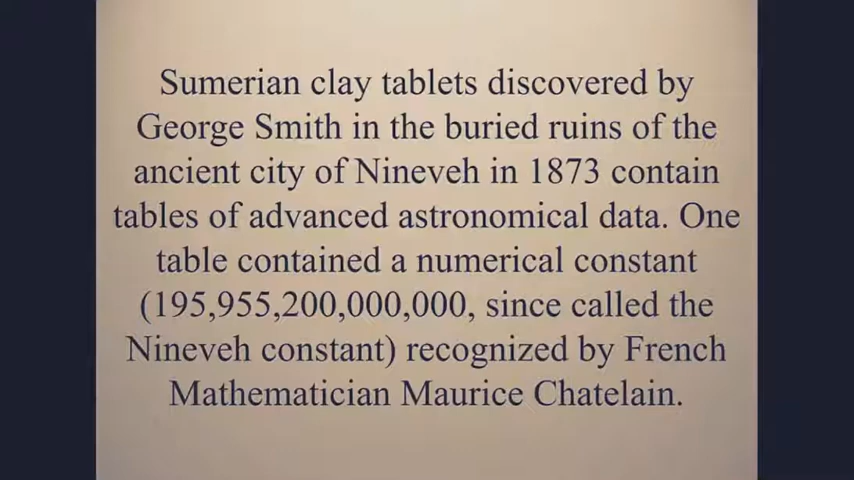 Sumerian clay tablets discovered by
George Smith in the buried ruins of the
ancient city of Nineveh in 1873 contain
tables of advanced astronomical data. One
table contained a numerical constant
(195,955,200,000,000, since called the
Nineveh constant) recognized by French
Mathematician Maurice Chatelain.